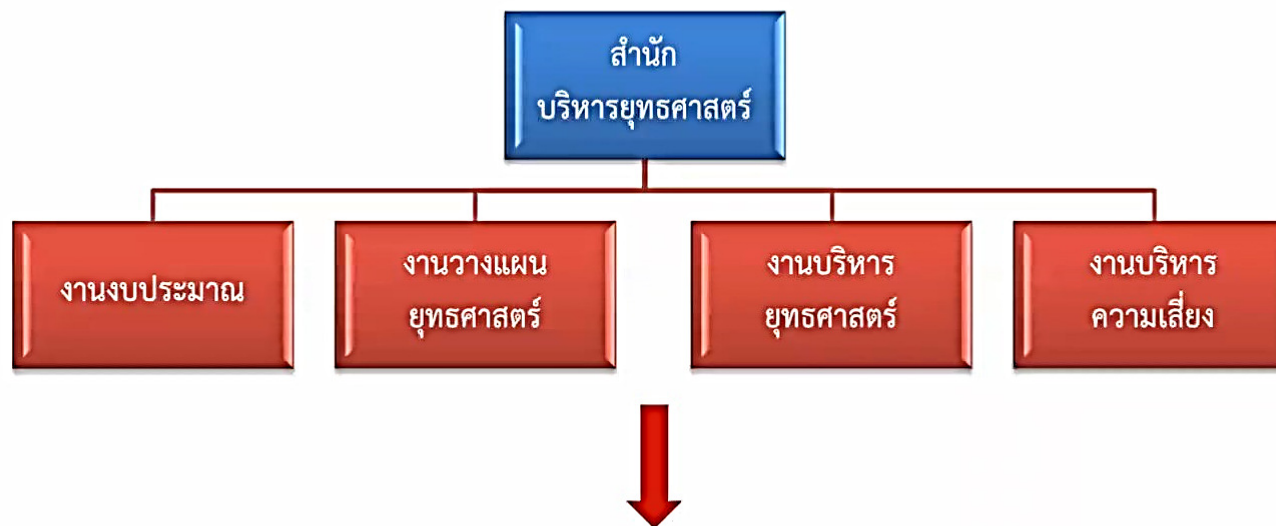 สำนัก
บริหารยุทธศาสตร์
งานงบประมาณ
งานวางแผน
ยุทธศาสตร์
งานบริหาร
ยุทธศาสตร์
งานบริหาร
ความเสี่ยง